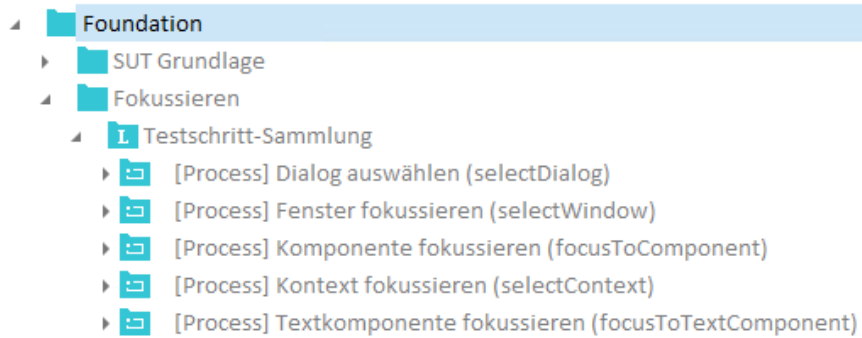 Foundation
SUT Grundlage
Fokussieren
L Testschritt-Sammlung
[Process] Dialog auswählen (selectDialog)
[Process] Fenster fokussieren (selectWindow)
[Process] Komponente fokussieren (focusToComponent)
[Process] Kontext fokussieren (selectContext)
[Process] Textkomponente fokussieren (focusToTextComponent)